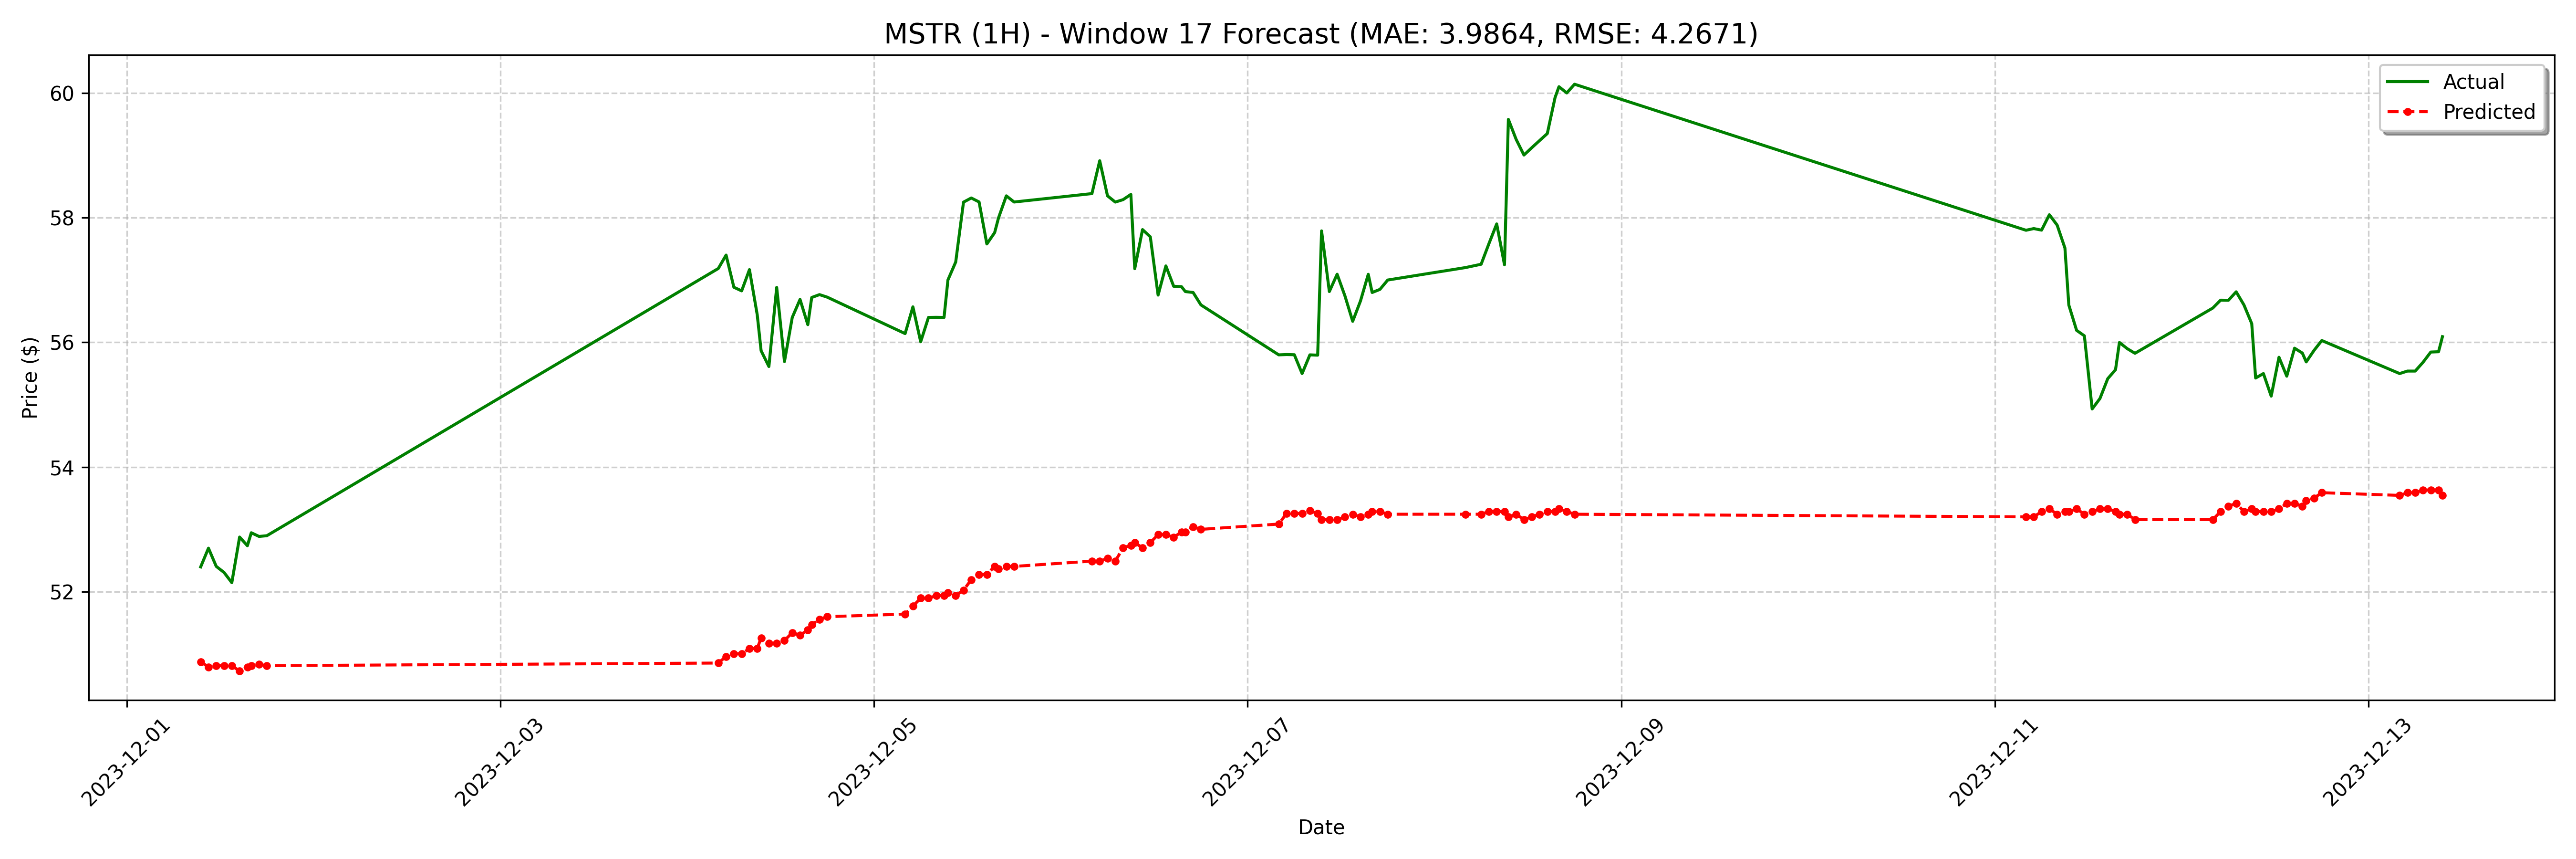 MSTR (1H) - Window 17 Forecast (MAE: 3.9864, RMSE: 4.2671)
Actual
Predicted
Price ($)
60
58
56
54
52
2023-12-01
2023-12-03
2023-12-05
2023-12-07
2023-12-09
2023-12-11
2023-12-13
Date